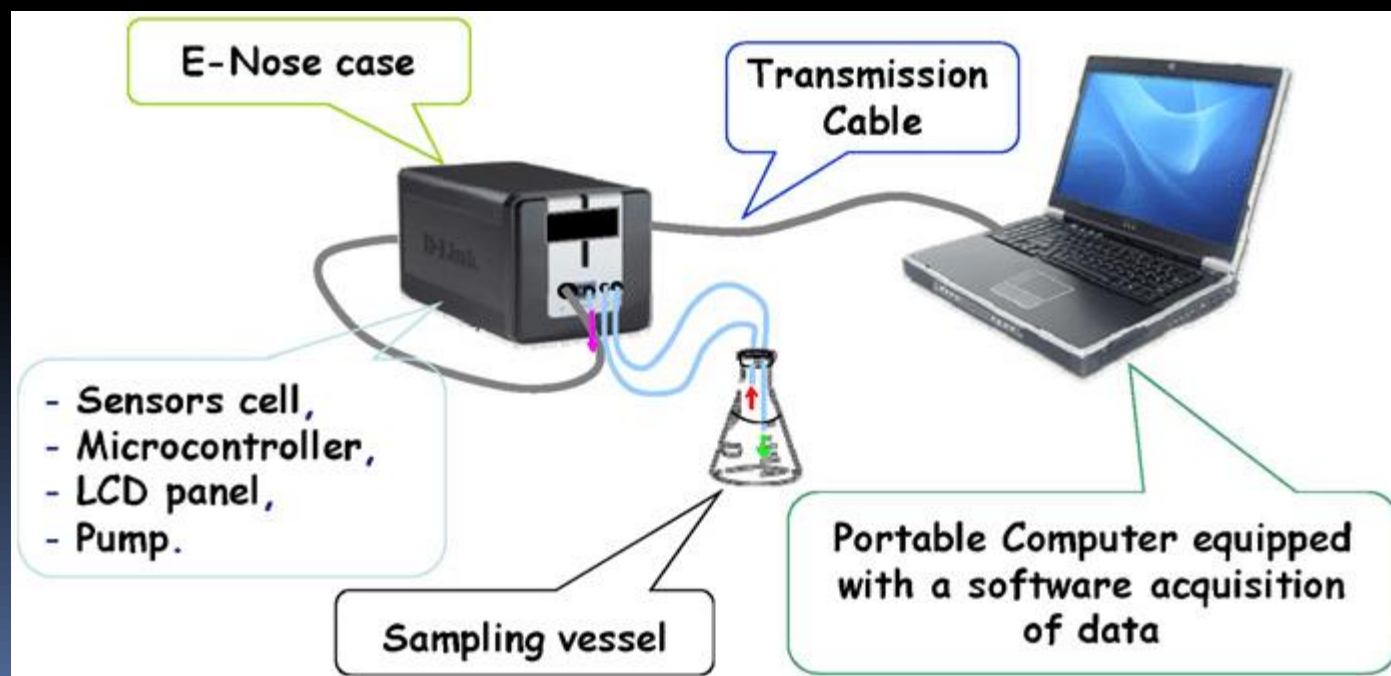 E-Nose case
Transmission
Cable
D-Link
- Sensors cell,
- Microcontroller,
- LCD panel,
- Pump.
Sampling vessel
Portable Computer equipped
with a software acquisition
of data